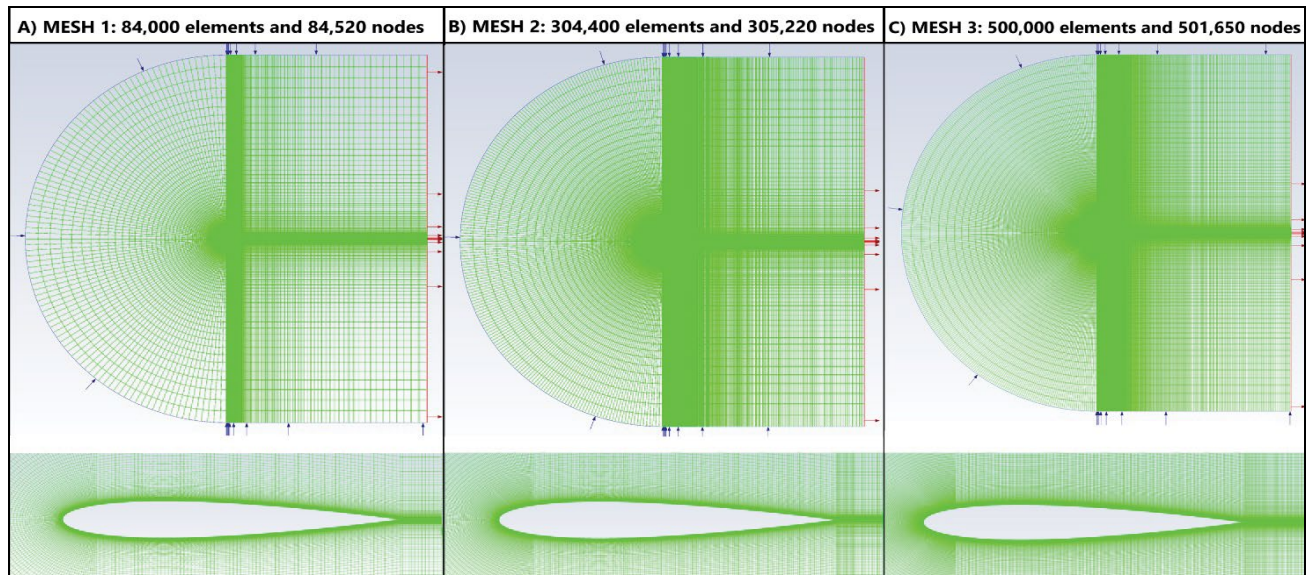 A) MESH 1: 84,000 elements and 84,520 nodes
B) MESH 2: 304,400 elements and 305,220 nodes
C) MESH 3: 500,000 elements and 501,650 nodes